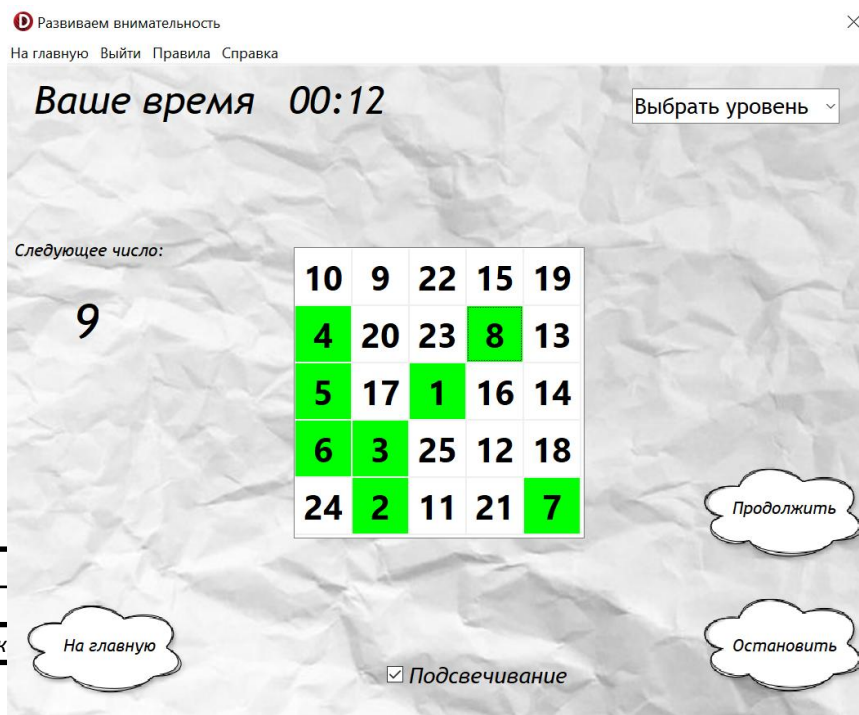 Развиваем внимательность
На главную Выйти Правила Справка
Ваше время 00:12
Выбрать уровень
Следующее число:
9
10 9 22 15 19
4 20 23 8 13
5 17 1 16 14
6 3 25 12 18
24 2 11 21 7
Продолжить
На главную
Остановить
Подсвечивание